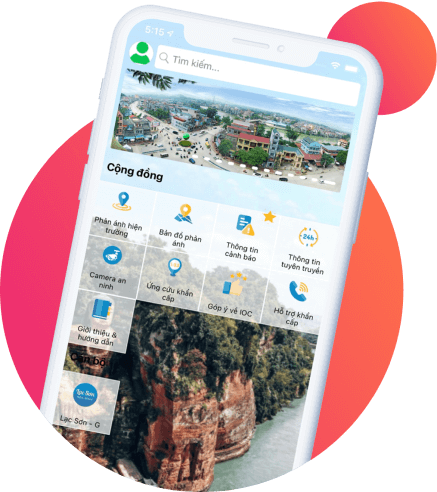 5:15
Tìm kiếm...
Cộng đồng
Phản ánh hiện
trường
Bản đồ phản
ánh
Thông tin
cảnh báo
24h
Thông tin
tuyên truyền
Camera an
ninh
Ứng cứu khẩn
cấp
Góp ý về IOC
Hỗ trợ khẩn
cấp
Giới thiệu &
hướng dẫn
Cán bộ
Lạc Sơn
Lạc Sơn - G